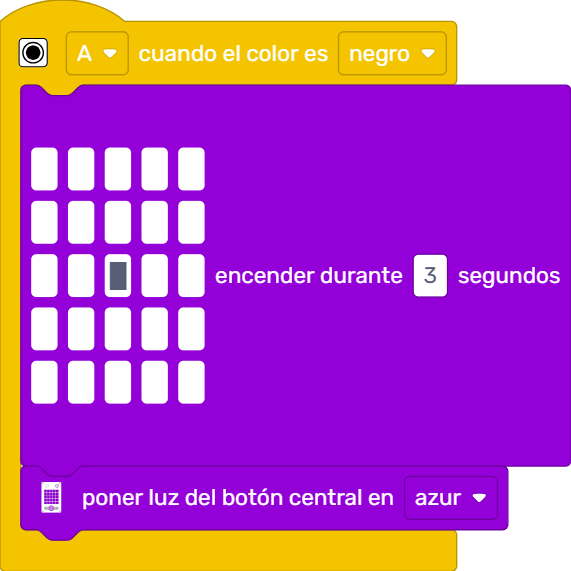 A cuando el color es negro
encender durante 3 segundos
poner luz del botón central en azur